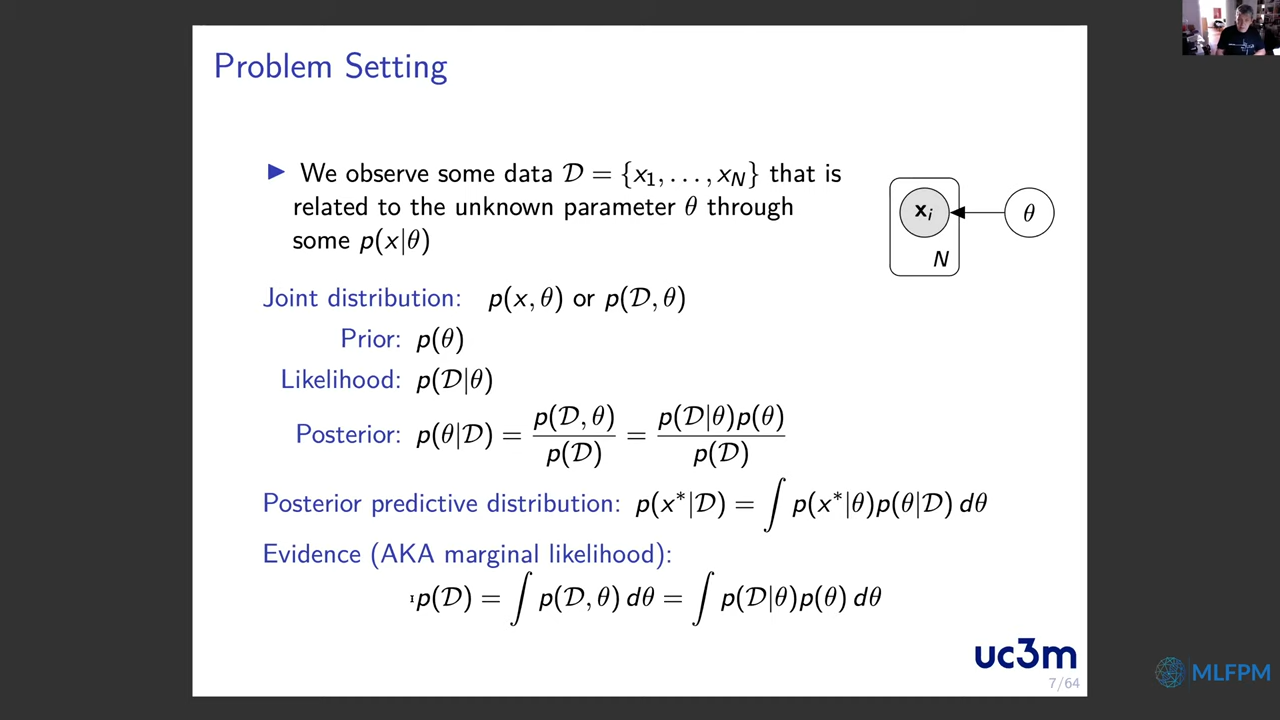 Problem Setting
▶ We observe some data 𝒟 = {x₁, . . . , x_N} that is
related to the unknown parameter θ through
some p(x|θ)
x_i
θ
N
Joint distribution: p(x, θ) or p(𝒟, θ)
Prior: p(θ)
Likelihood: p(𝒟|θ)
Posterior: p(θ|𝒟) = p(𝒟, θ) / p(𝒟) = p(𝒟|θ)p(θ) / p(𝒟)
Posterior predictive distribution: p(x*|𝒟) = ∫ p(x*|θ)p(θ|𝒟) dθ
Evidence (AKA marginal likelihood):
p(𝒟) = ∫ p(𝒟, θ) dθ = ∫ p(𝒟|θ)p(θ) dθ
uc3m
7/64
MLFPM